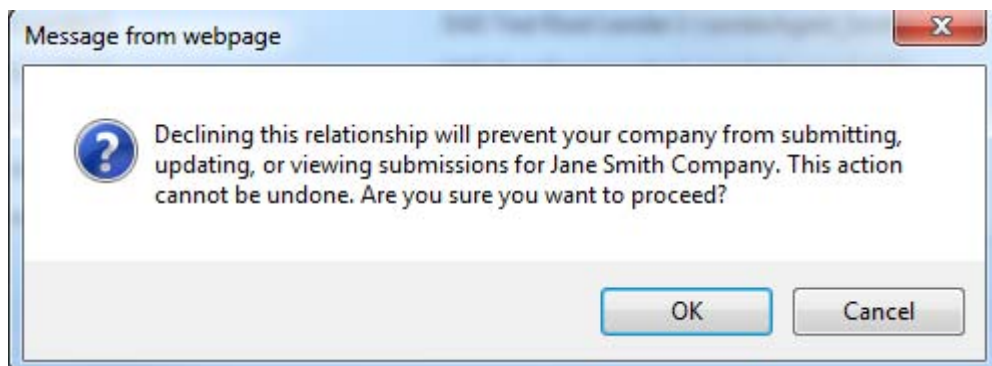 Message from webpage
Declining this relationship will prevent your company from submitting,
updating, or viewing submissions for Jane Smith Company. This action
cannot be undone. Are you sure you want to proceed?
OK
Cancel